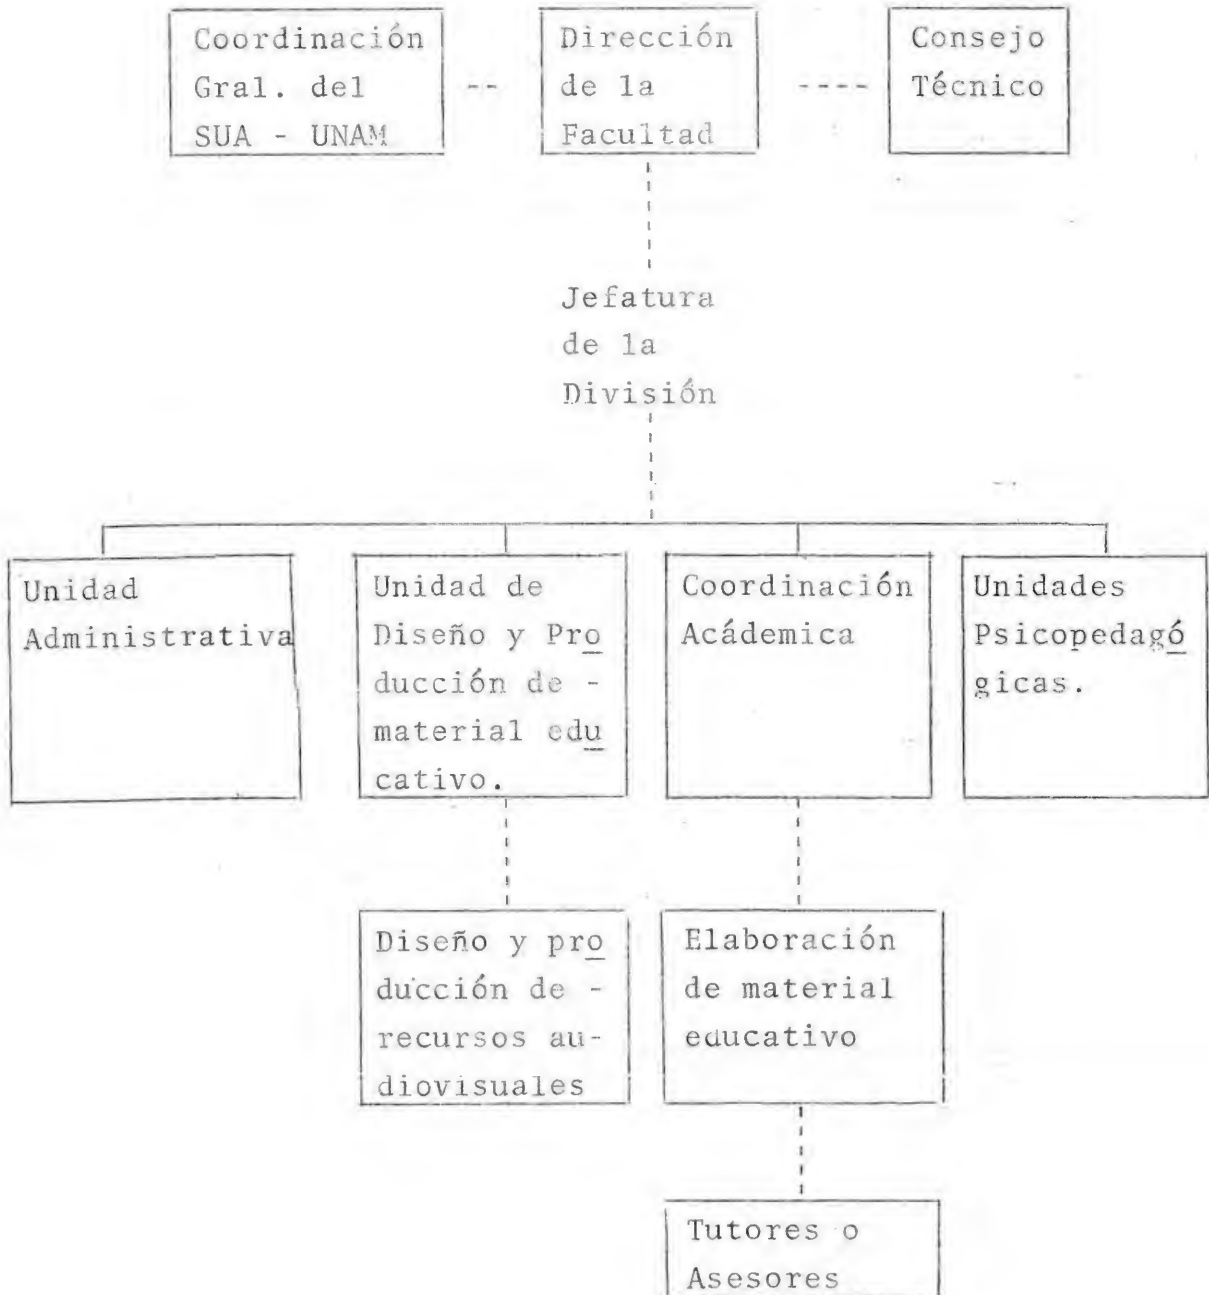 Coordinación
Gral. del
SUA - UNAM
Dirección
de la
Facultad
Consejo
Técnico
Jefatura
de la
División
Unidad
Administrativa
Unidad de
Diseño y Pro
ducción de -
material edu
cativo.
Coordinación
Acádemica
Unidades
Psicopedagó
gicas.
Diseño y pro
ducción de -
recursos au-
diovisuales
Elaboración
de material
educativo
Tutores o
Asesores